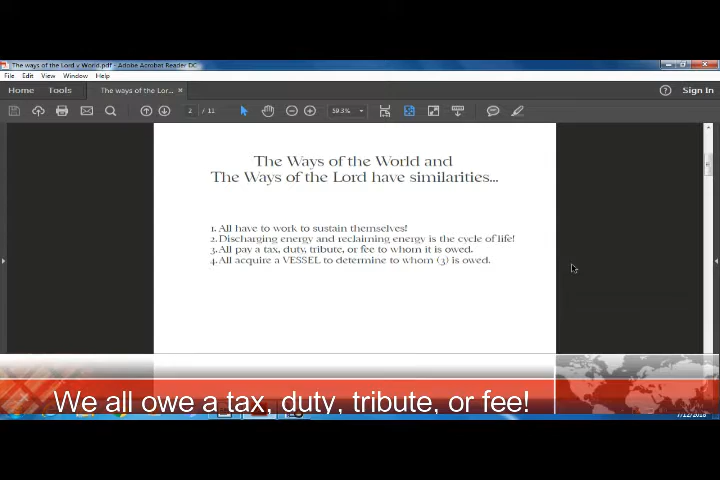 The ways of the Lord v World.pdf - Adobe Acrobat Reader DC
File Edit View Window Help
Home Tools The ways of the Lor... × Sign In
2 / 11 39.3%
The Ways of the World and
The Ways of the Lord have similarities...
1. All have to work to sustain themselves!
2. Discharging energy and reclaiming energy is the cycle of life!
3. All pay a tax, duty, tribute, or fee to whom it is owed.
4. All acquire a VESSEL to determine to whom (3) is owed.
We all owe a tax, duty, tribute, or fee!